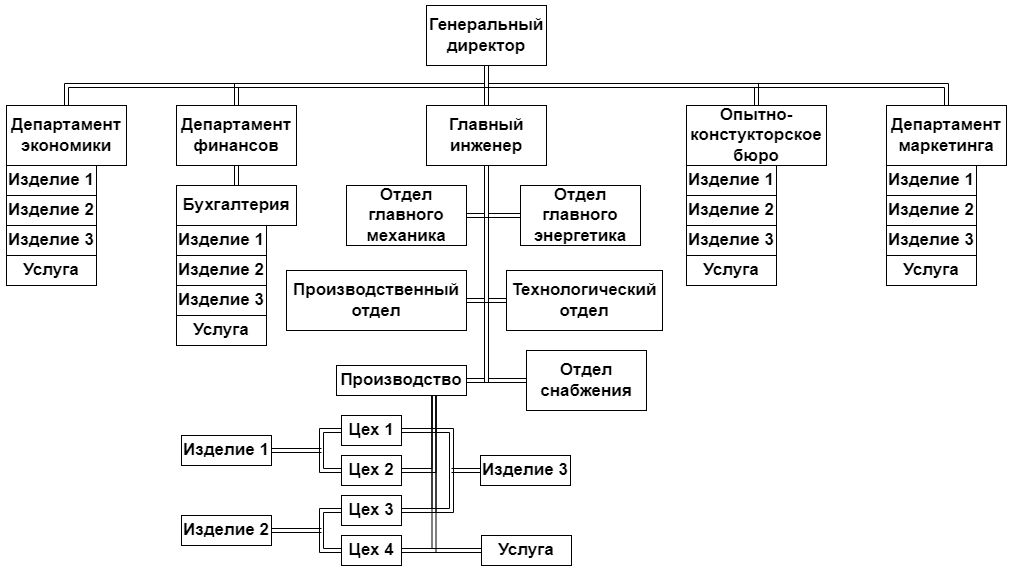 Генеральный
директор
Департамент
экономики
Изделие 1
Изделие 2
Изделие 3
Услуга
Департамент
финансов
Бухгалтерия
Изделие 1
Изделие 2
Изделие 3
Услуга
Главный
инженер
Отдел
главного
механика
Отдел
главного
энергетика
Производственный
отдел
Технологический
отдел
Производство
Отдел
снабжения
Опытно-
констукторское
бюро
Изделие 1
Изделие 2
Изделие 3
Услуга
Департамент
маркетинга
Изделие 1
Изделие 2
Изделие 3
Услуга
Цех 1
Изделие 1
Цех 2
Изделие 3
Цех 3
Изделие 2
Цех 4
Услуга